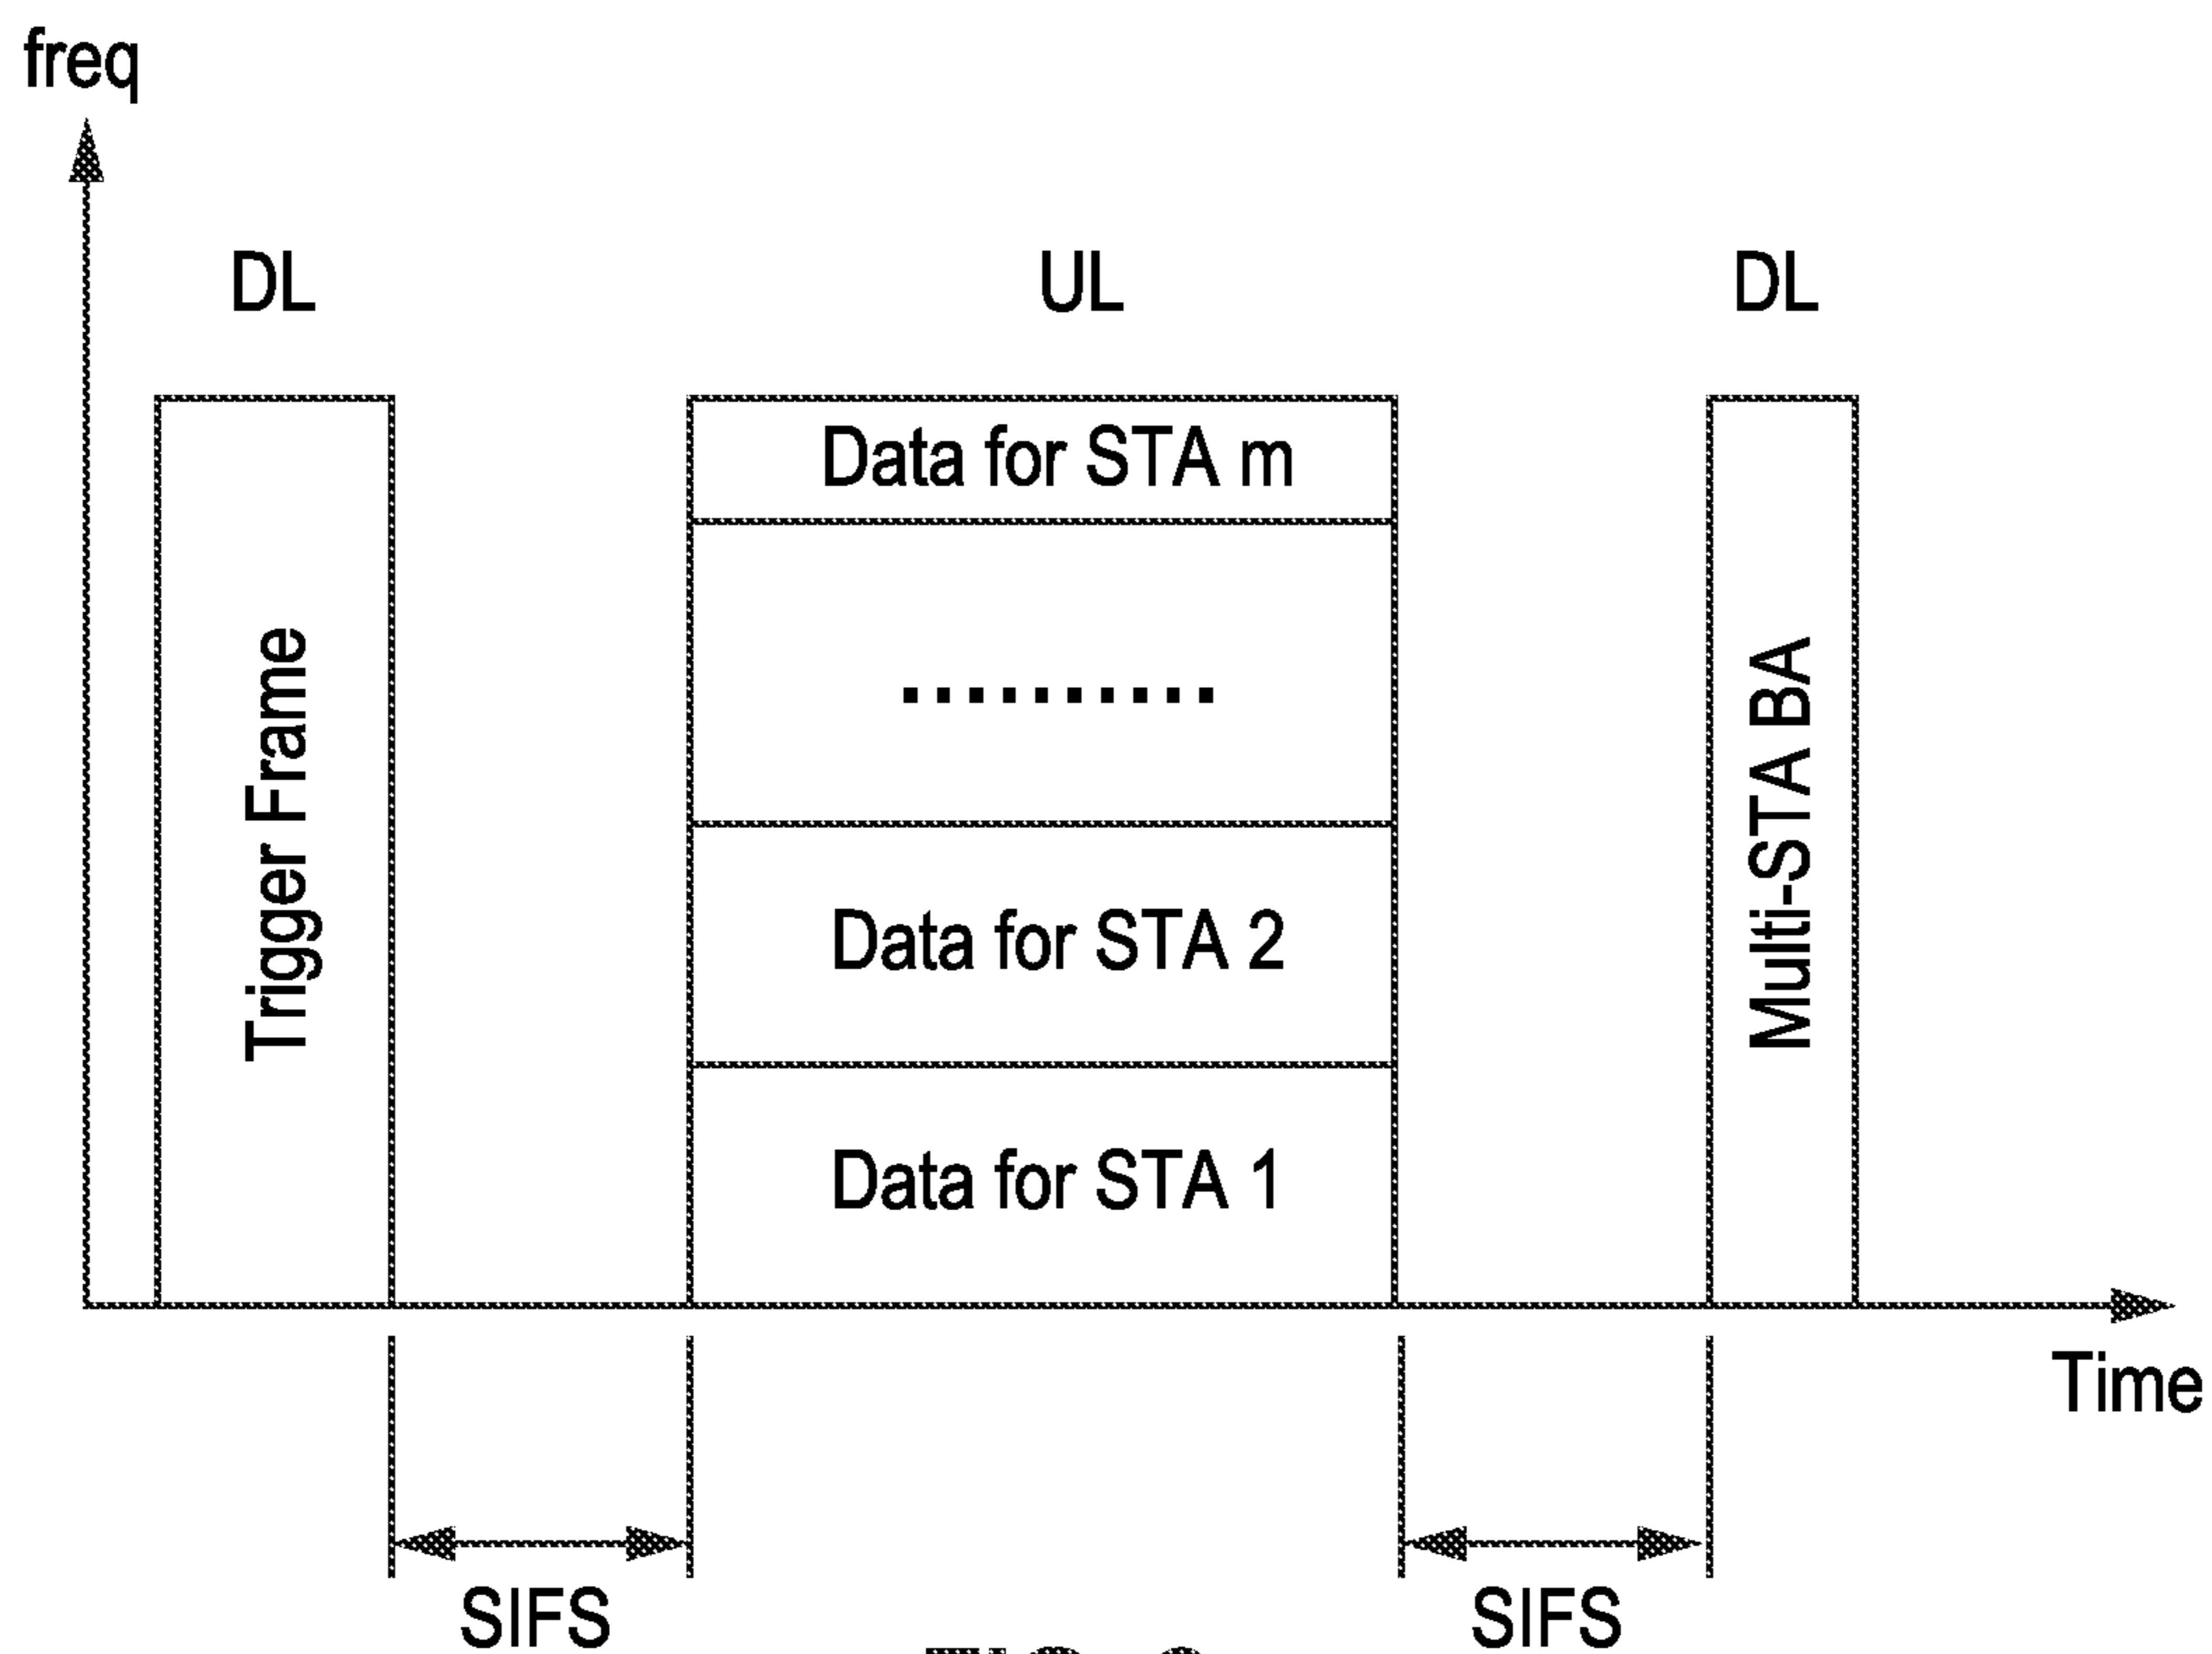 freq
DL
UL
DL
Trigger Frame
Data for STA m
..........
Data for STA 2
Data for STA 1
Multi-STA BA
Time
SIFS
SIFS